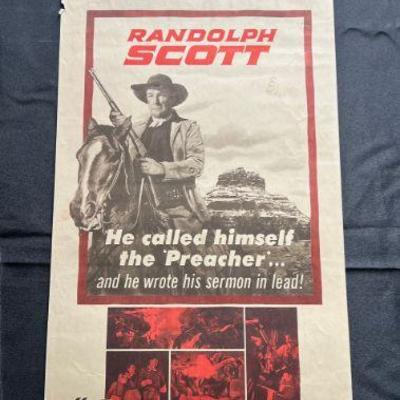 RANDOLPH
SCOTT
He called himself
the 'Preacher'...
and he wrote his sermon in lead!